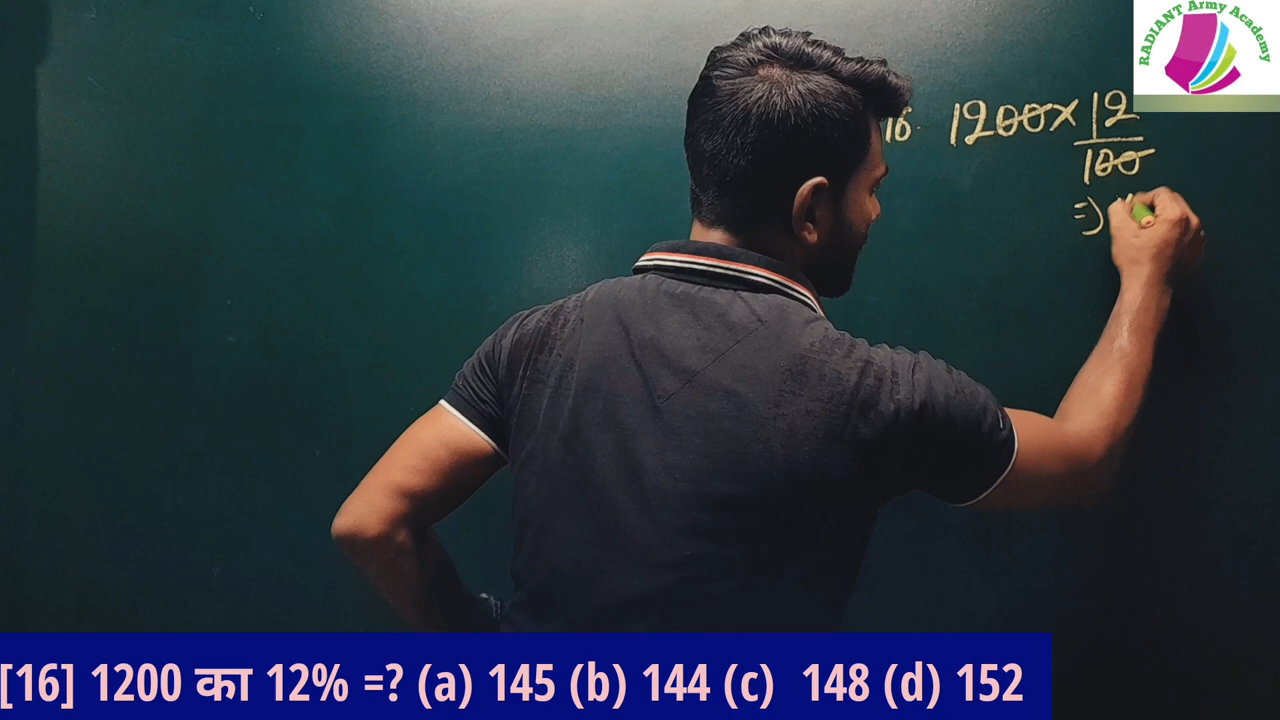 RADIANT Army Academy
16. 1200 × 12
100
=)
[16] 1200 का 12% =? (a) 145 (b) 144 (c) 148 (d) 152